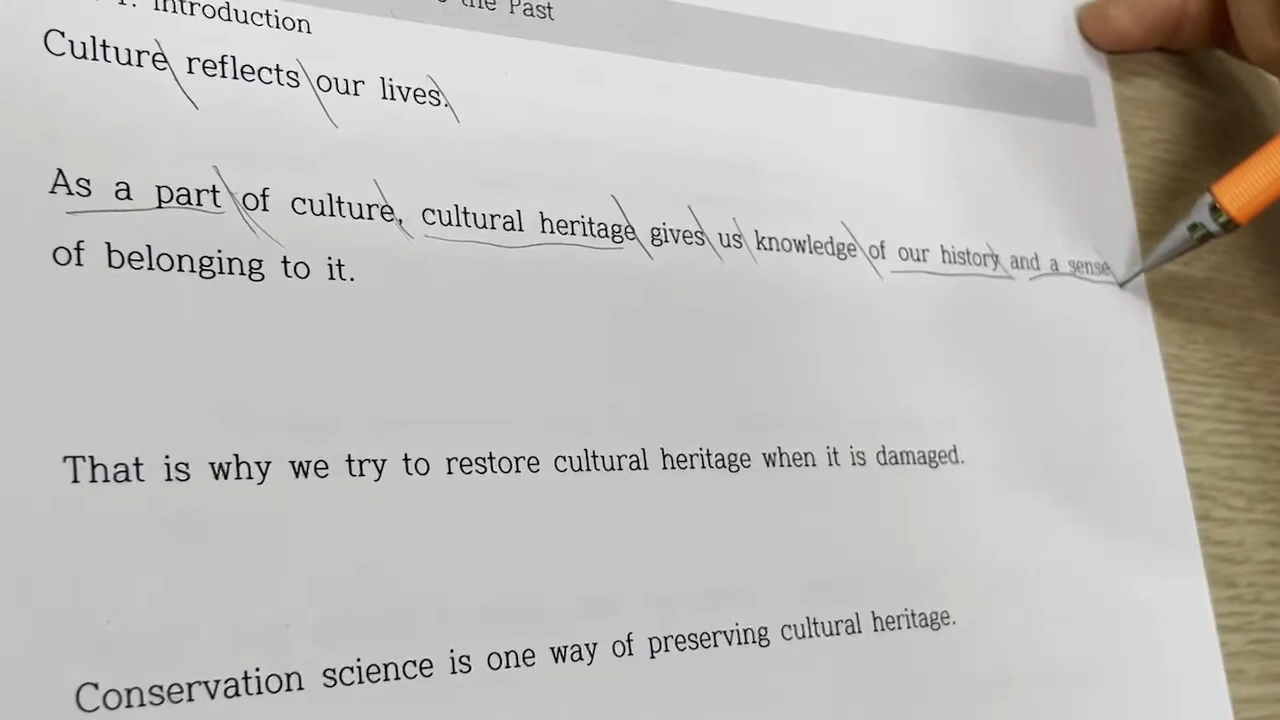 the Past
Introduction
Culture reflects our lives.
As a part of culture, cultural heritage gives us knowledge of our history and a sense
of belonging to it.
That is why we try to restore cultural heritage when it is damaged.
Conservation science is one way of preserving cultural heritage.